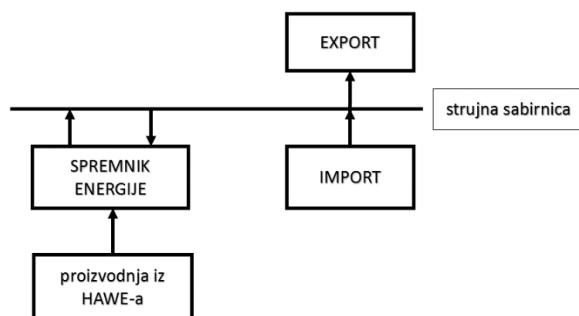 EXPORT
strujna sabirnica
SPREMNIK
ENERGIJE
IMPORT
proizvodnja iz
HAWE-a